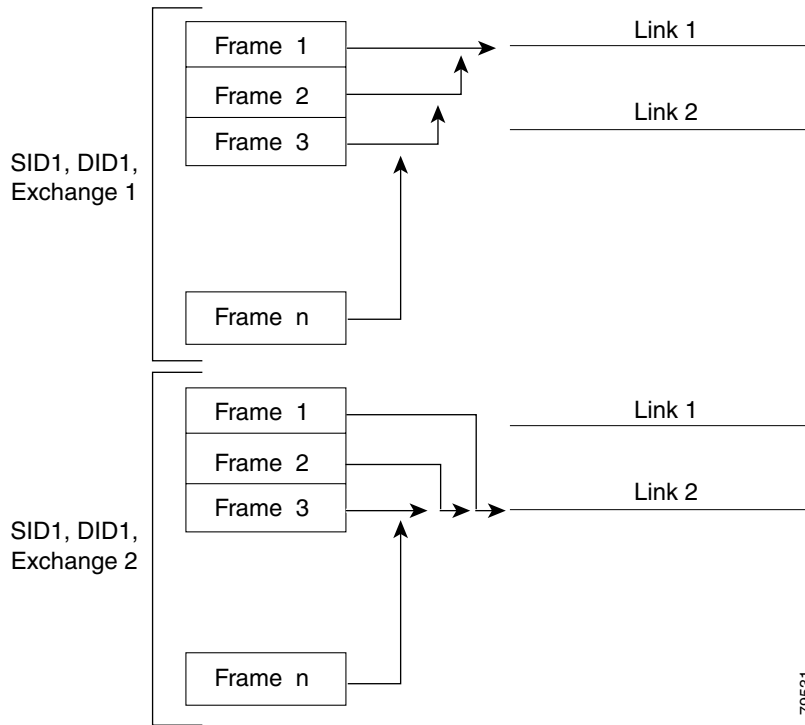 Frame 1
Link 1
Frame 2
Link 2
Frame 3
SID1, DID1,
Exchange 1
Frame n
Frame 1
Link 1
Frame 2
Link 2
Frame 3
SID1, DID1,
Exchange 2
Frame n
79531